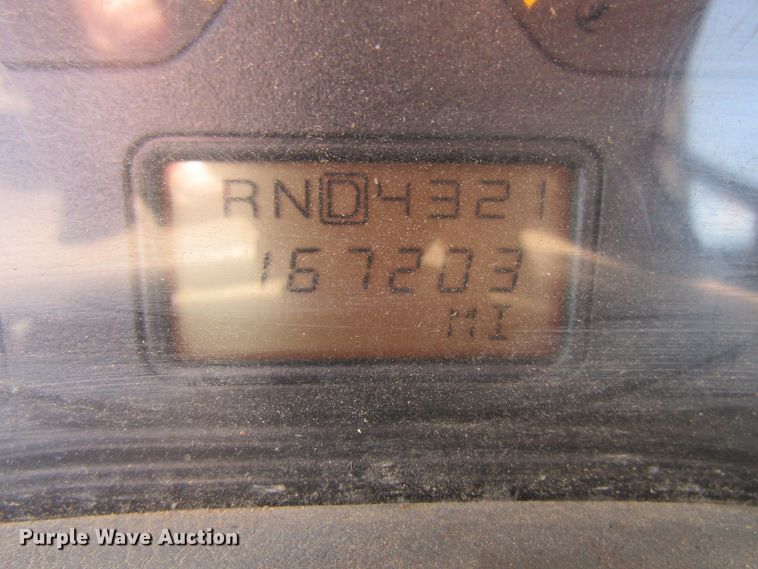 RND4321
167203
MI
Purple Wave Auction